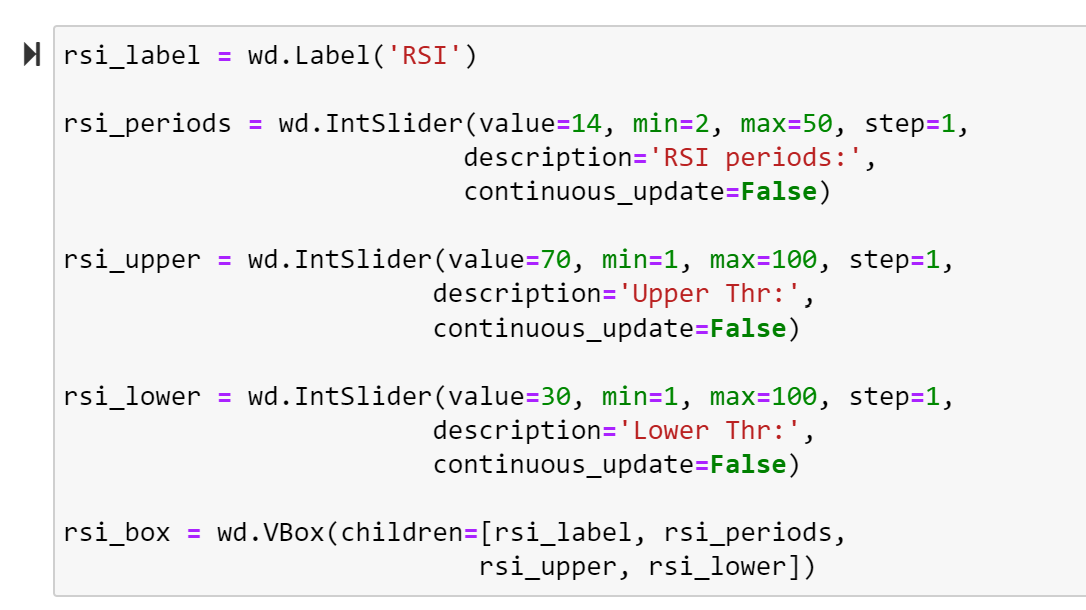 rsi_label = wd.Label('RSI')
rsi_periods = wd.IntSlider(value=14, min=2, max=50, step=1,
description='RSI periods:',
continuous_update=False)
rsi_upper = wd.IntSlider(value=70, min=1, max=100, step=1,
description='Upper Thr:',
continuous_update=False)
rsi_lower = wd.IntSlider(value=30, min=1, max=100, step=1,
description='Lower Thr:',
continuous_update=False)
rsi_box = wd.VBox(children=[rsi_label, rsi_periods,
rsi_upper, rsi_lower])